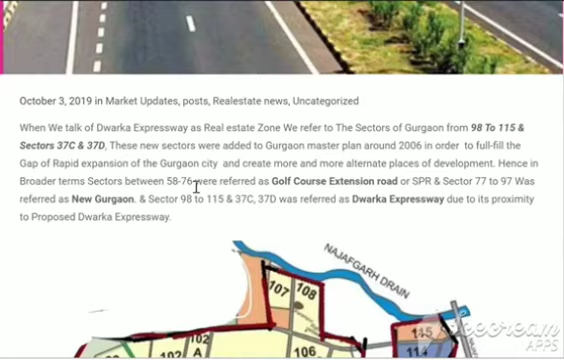 October 3, 2019 in Market Updates, posts, Realestate news, Uncategorized
When We talk of Dwarka Expressway as Real estate Zone We refer to The Sectors of Gurgaon from 98 To 115 &
Sectors 37C & 37D, These new sectors were added to Gurgaon master plan around 2006 in order to full-fill the
Gap of Rapid expansion of the Gurgaon city and create more and more alternate places of development. Hence in
Broader terms Sectors between 58-76 were referred as Golf Course Extension road or SPR & Sector 77 to 97 Was
referred as New Gurgaon. & Sector 98 to 115 & 37C, 37D was referred as Dwarka Expressway due to its proximity
to Proposed Dwarka Expressway.
NAJAFGARH DRAIN
107
108
115
102
A
106
114
102
Icecream
APPS